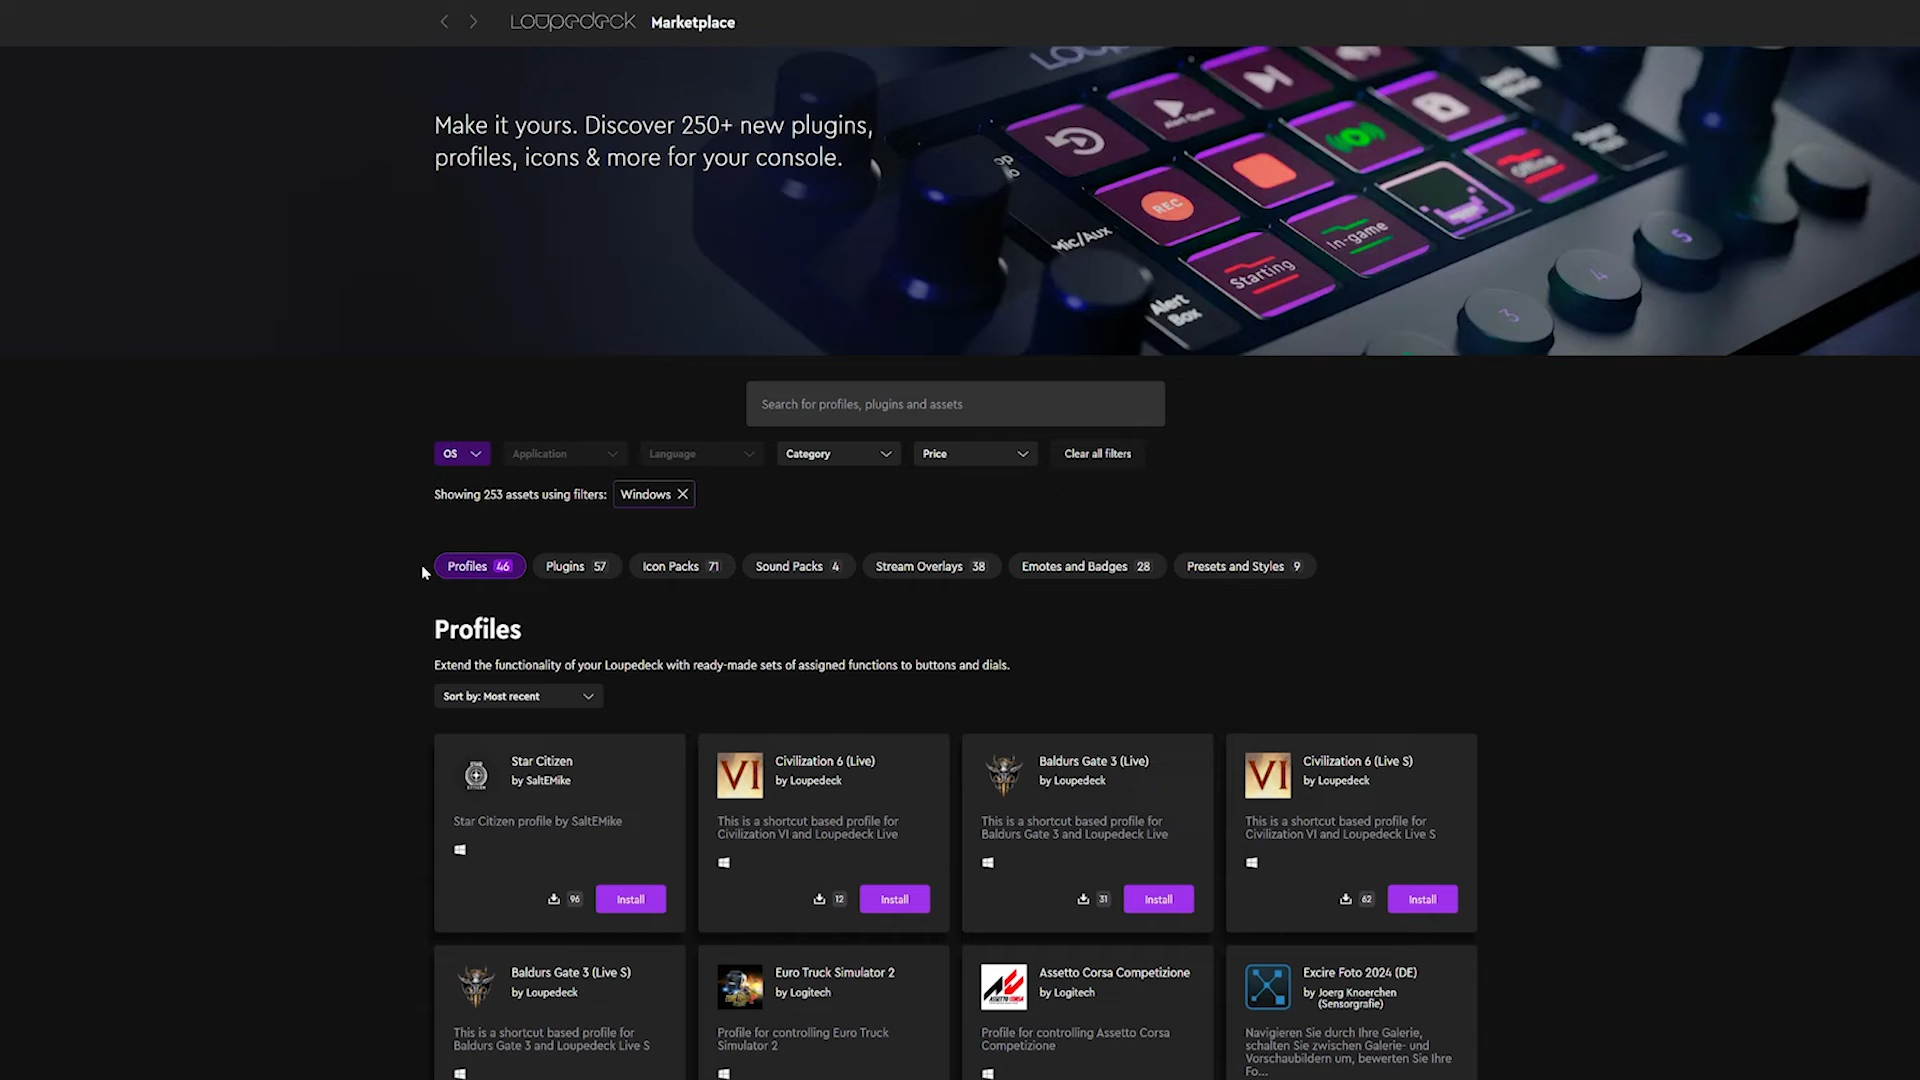 Loupedeck Marketplace
Make it yours. Discover 250+ new plugins,
profiles, icons & more for your console.
Alert Queue
REC
Offline
In-game
Starting
Mic/Aux
Alert
Box
5
4
3
Search for profiles, plugins and assets
OS Application Language Category Price Clear all filters
Showing 253 assets using filters: Windows
Profiles 46 Plugins 57 Icon Packs 71 Sound Packs 4 Stream Overlays 38 Emotes and Badges 28 Presets and Styles 9
Profiles
Extend the functionality of your Loupedeck with ready-made sets of assigned functions to buttons and dials.
Sort by: Most recent
Star Citizen
by SaltEMike
Star Citizen profile by SaltEMike
96 Install
VI
Civilization 6 (Live)
by Loupedeck
This is a shortcut based profile for
Civilization VI and Loupedeck Live
12 Install
Baldurs Gate 3 (Live)
by Loupedeck
This is a shortcut based profile for
Baldurs Gate 3 and Loupedeck Live
31 Install
VI
Civilization 6 (Live S)
by Loupedeck
This is a shortcut based profile for
Civilization VI and Loupedeck Live S
62 Install
Baldurs Gate 3 (Live S)
by Loupedeck
This is a shortcut based profile for
Baldurs Gate 3 and Loupedeck Live S
Euro Truck Simulator 2
by Logitech
Profile for controlling Euro Truck
Simulator 2
Assetto Corsa Competizione
by Logitech
Profile for controlling Assetto Corsa
Competizione
Excire Foto 2024 (DE)
by Joerg Knoerchen
(Sensorgrafie)
Navigieren Sie durch Ihre Galerie,
schalten Sie zwischen Galerie- und
Vorschaubildern um, bewerten Sie Ihre
Fo...